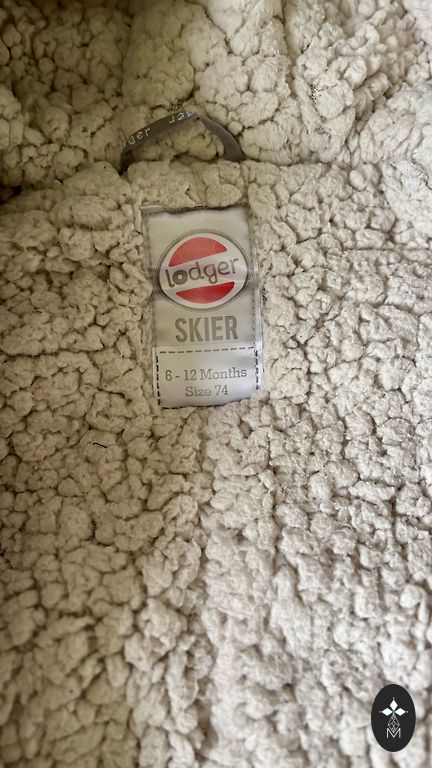 lodger
SKIER
6 - 12 Months
Size 74